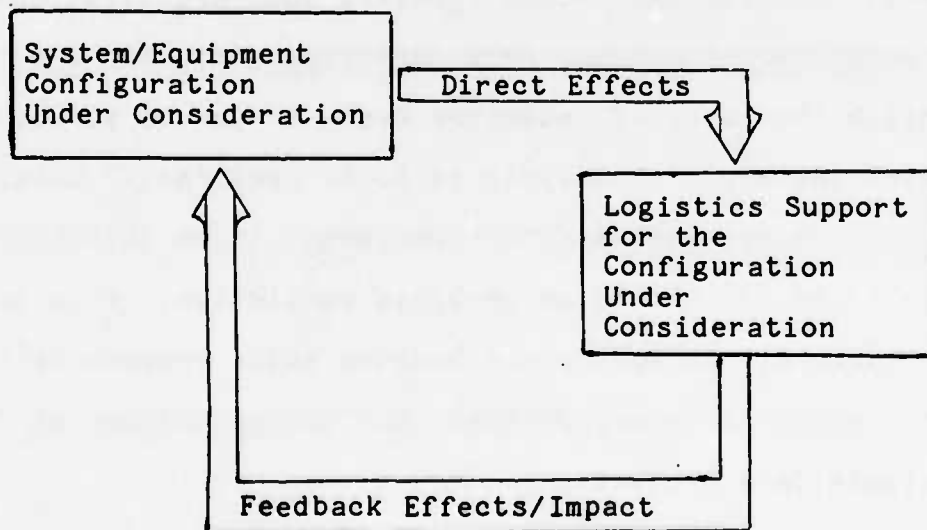 System/Equipment
Configuration
Under Consideration
Direct Effects
Logistics Support
for the
Configuration
Under
Consideration
Feedback Effects/Impact